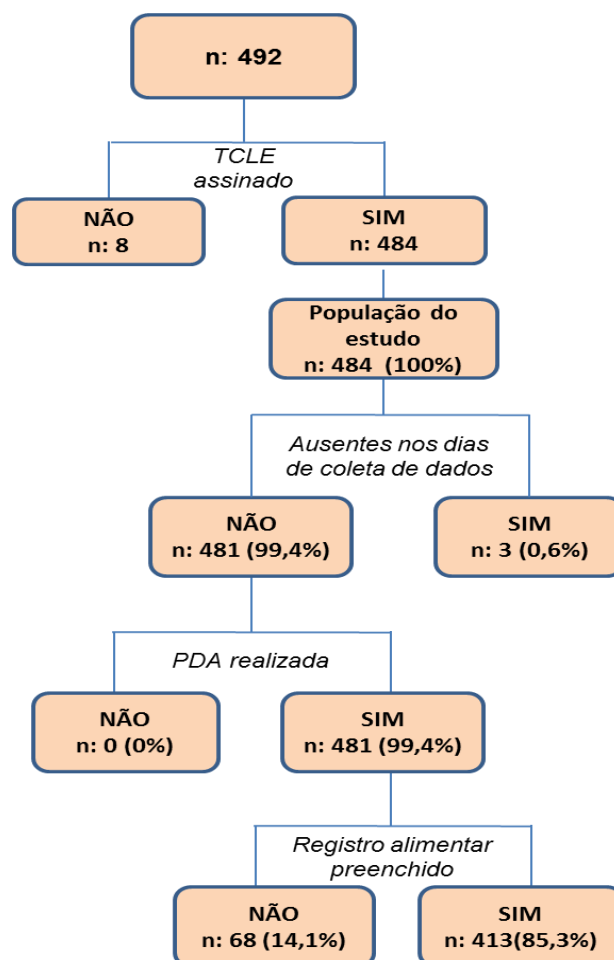 n: 492
TCLE
assinado
NÃO
n: 8
SIM
n: 484
População do
estudo
n: 484 (100%)
Ausentes nos dias
de coleta de dados
NÃO
n: 481 (99,4%)
SIM
n: 3 (0,6%)
PDA realizada
NÃO
n: 0 (0%)
SIM
n: 481 (99,4%)
Registro alimentar
preenchido
NÃO
n: 68 (14,1%)
SIM
n: 413(85,3%)